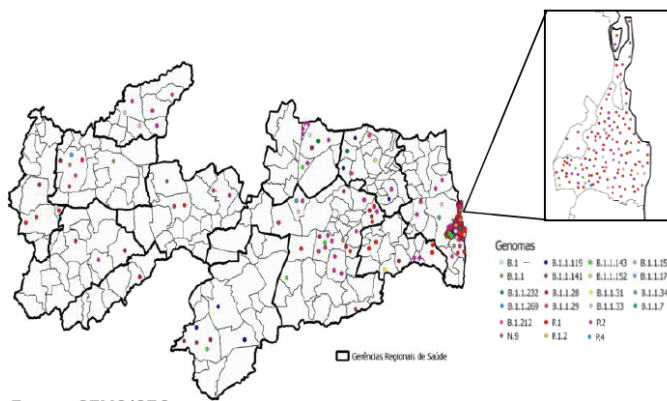 Genomas
B.1 B.1.1.119 B.1.1.143 B.1.1.15
B.1.1 B.1.1.141 B.1.1.152 B.1.1.17
B.1.1.232 B.1.1.28 B.1.1.31 B.1.1.34
B.1.1.269 B.1.1.29 B.1.1.33 B.1.1.7
B.1.212 P.1 P.2
N.9 P.1.2 P.4
Gerências Regionais de Saúde